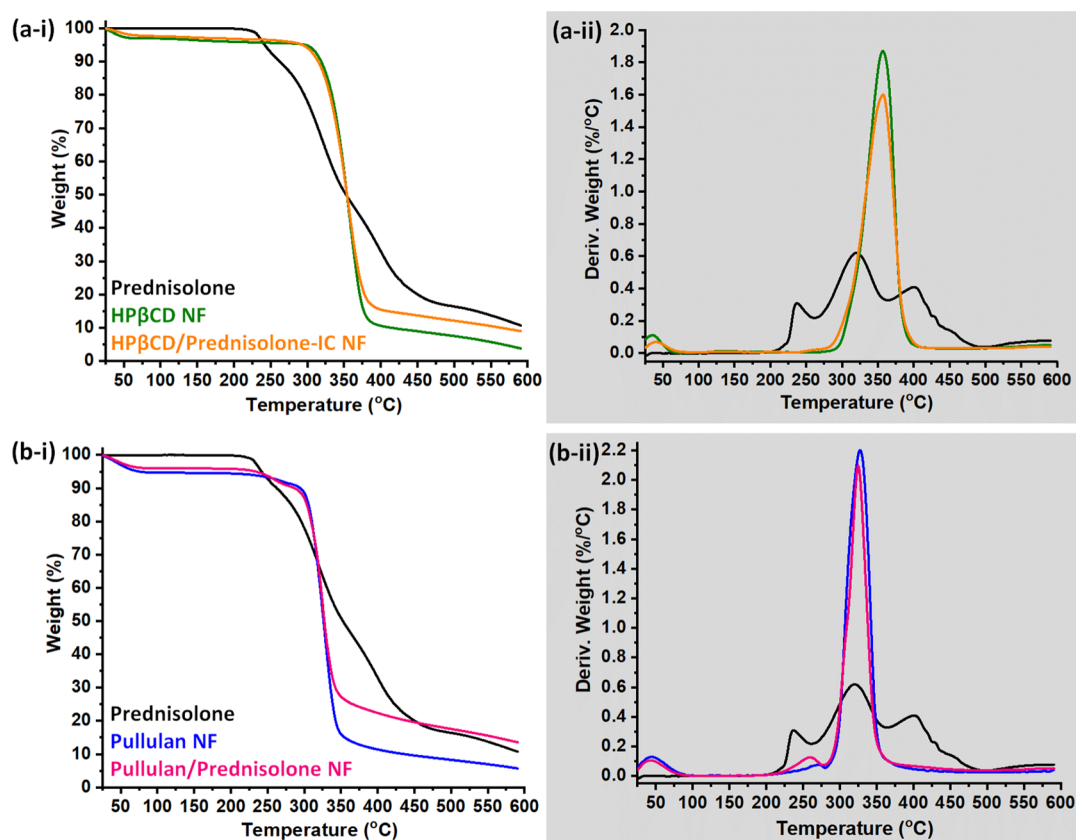 (a-i)
100
90
80
70
60
50
40
30
20
10
0
Weight (%)
Prednisolone
HPβCD NF
HPβCD/Prednisolone-IC NF
50 100 150 200 250 300 350 400 450 500 550 600
Temperature (°C)
(a-ii)
2.0
1.8
1.6
1.4
1.2
1.0
0.8
0.6
0.4
0.2
0.0
Deriv. Weight (%/°C)
50 100 150 200 250 300 350 400 450 500 550 600
Temperature (°C)
(b-i)
100
90
80
70
60
50
40
30
20
10
0
Weight (%)
Prednisolone
Pullulan NF
Pullulan/Prednisolone NF
50 100 150 200 250 300 350 400 450 500 550 600
Temperature (°C)
(b-ii)
2.2
2.0
1.8
1.6
1.4
1.2
1.0
0.8
0.6
0.4
0.2
0.0
Deriv. Weight (%/°C)
50 100 150 200 250 300 350 400 450 500 550 600
Temperature (°C)